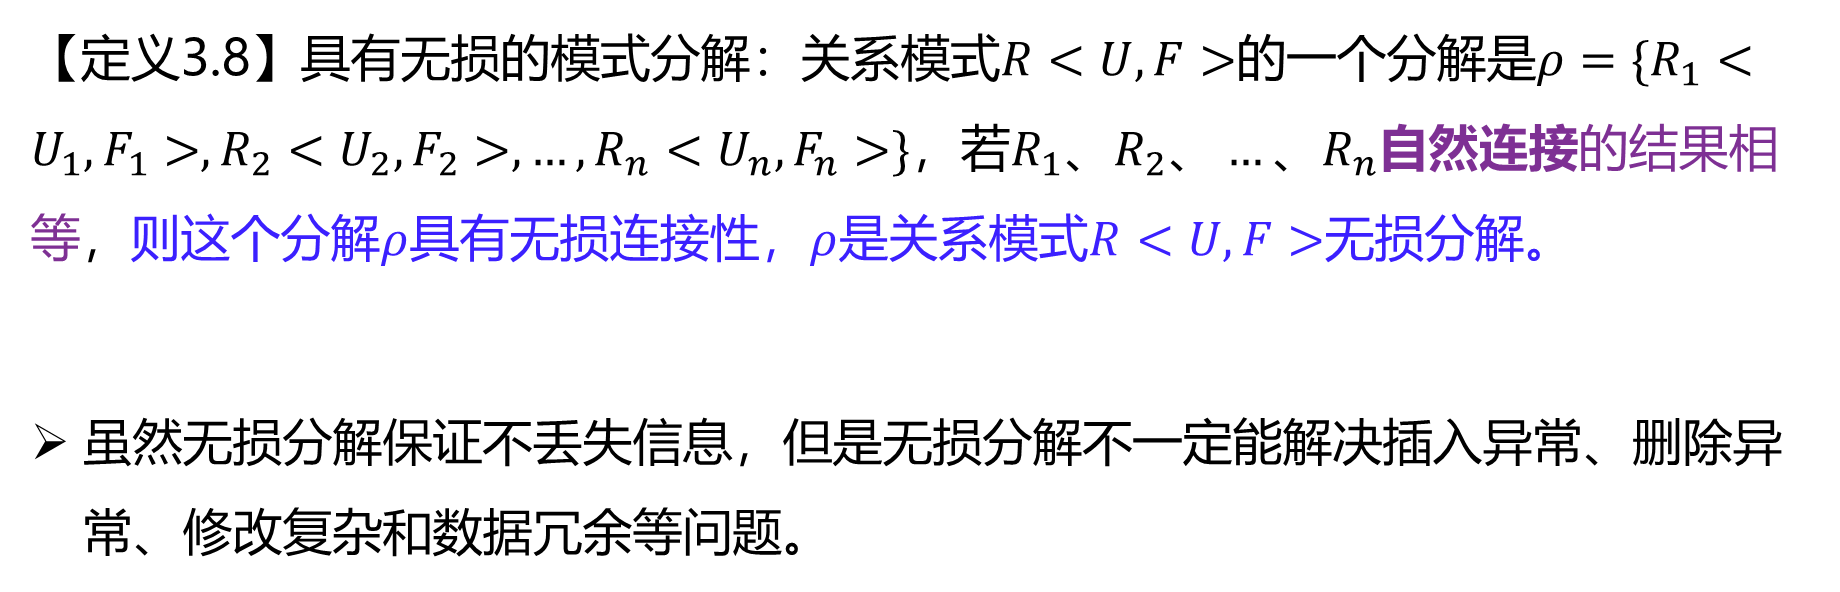 【定义3.8】具有无损的模式分解：关系模式R < U, F >的一个分解是ρ = {R₁ <
U₁, F₁ >, R₂ < U₂, F₂ >, … , Rₙ < Uₙ, Fₙ >}，若R₁、R₂、 … 、Rₙ自然连接的结果相
等，则这个分解ρ具有无损连接性，ρ是关系模式R < U, F >无损分解。
➢ 虽然无损分解保证不丢失信息，但是无损分解不一定能解决插入异常、删除异
常、修改复杂和数据冗余等问题。